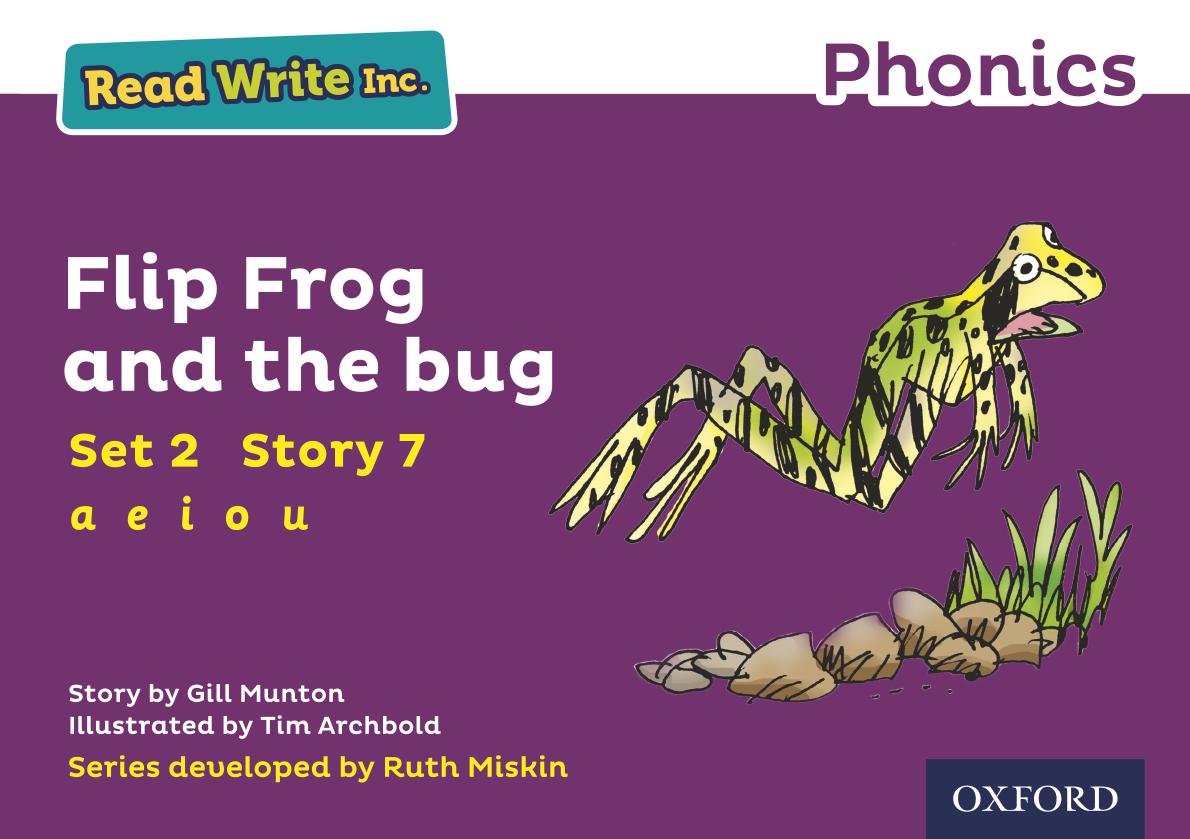 Read Write Inc.
Phonics
Flip Frog
and the bug
Set 2 Story 7
a e i o u
Story by Gill Munton
Illustrated by Tim Archbold
Series developed by Ruth Miskin
OXFORD